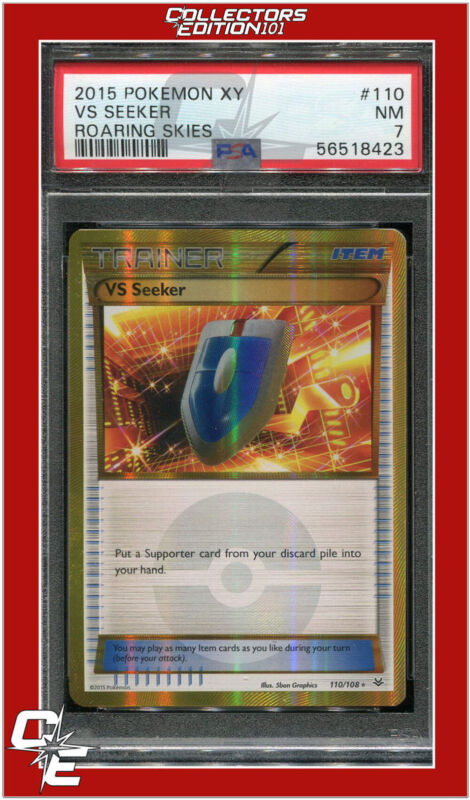 COLLECTORS
EDITION101
2015 POKEMON XY #110
VS SEEKER NM
ROARING SKIES 7
PSA 56518423
TRAINER ITEM
VS Seeker
Put a Supporter card from your discard pile into
your hand.
You may play as many Item cards as you like during your turn
(before your attack).
©2015 Pokémon Illus. 5ban Graphics 110/108 ★
CE